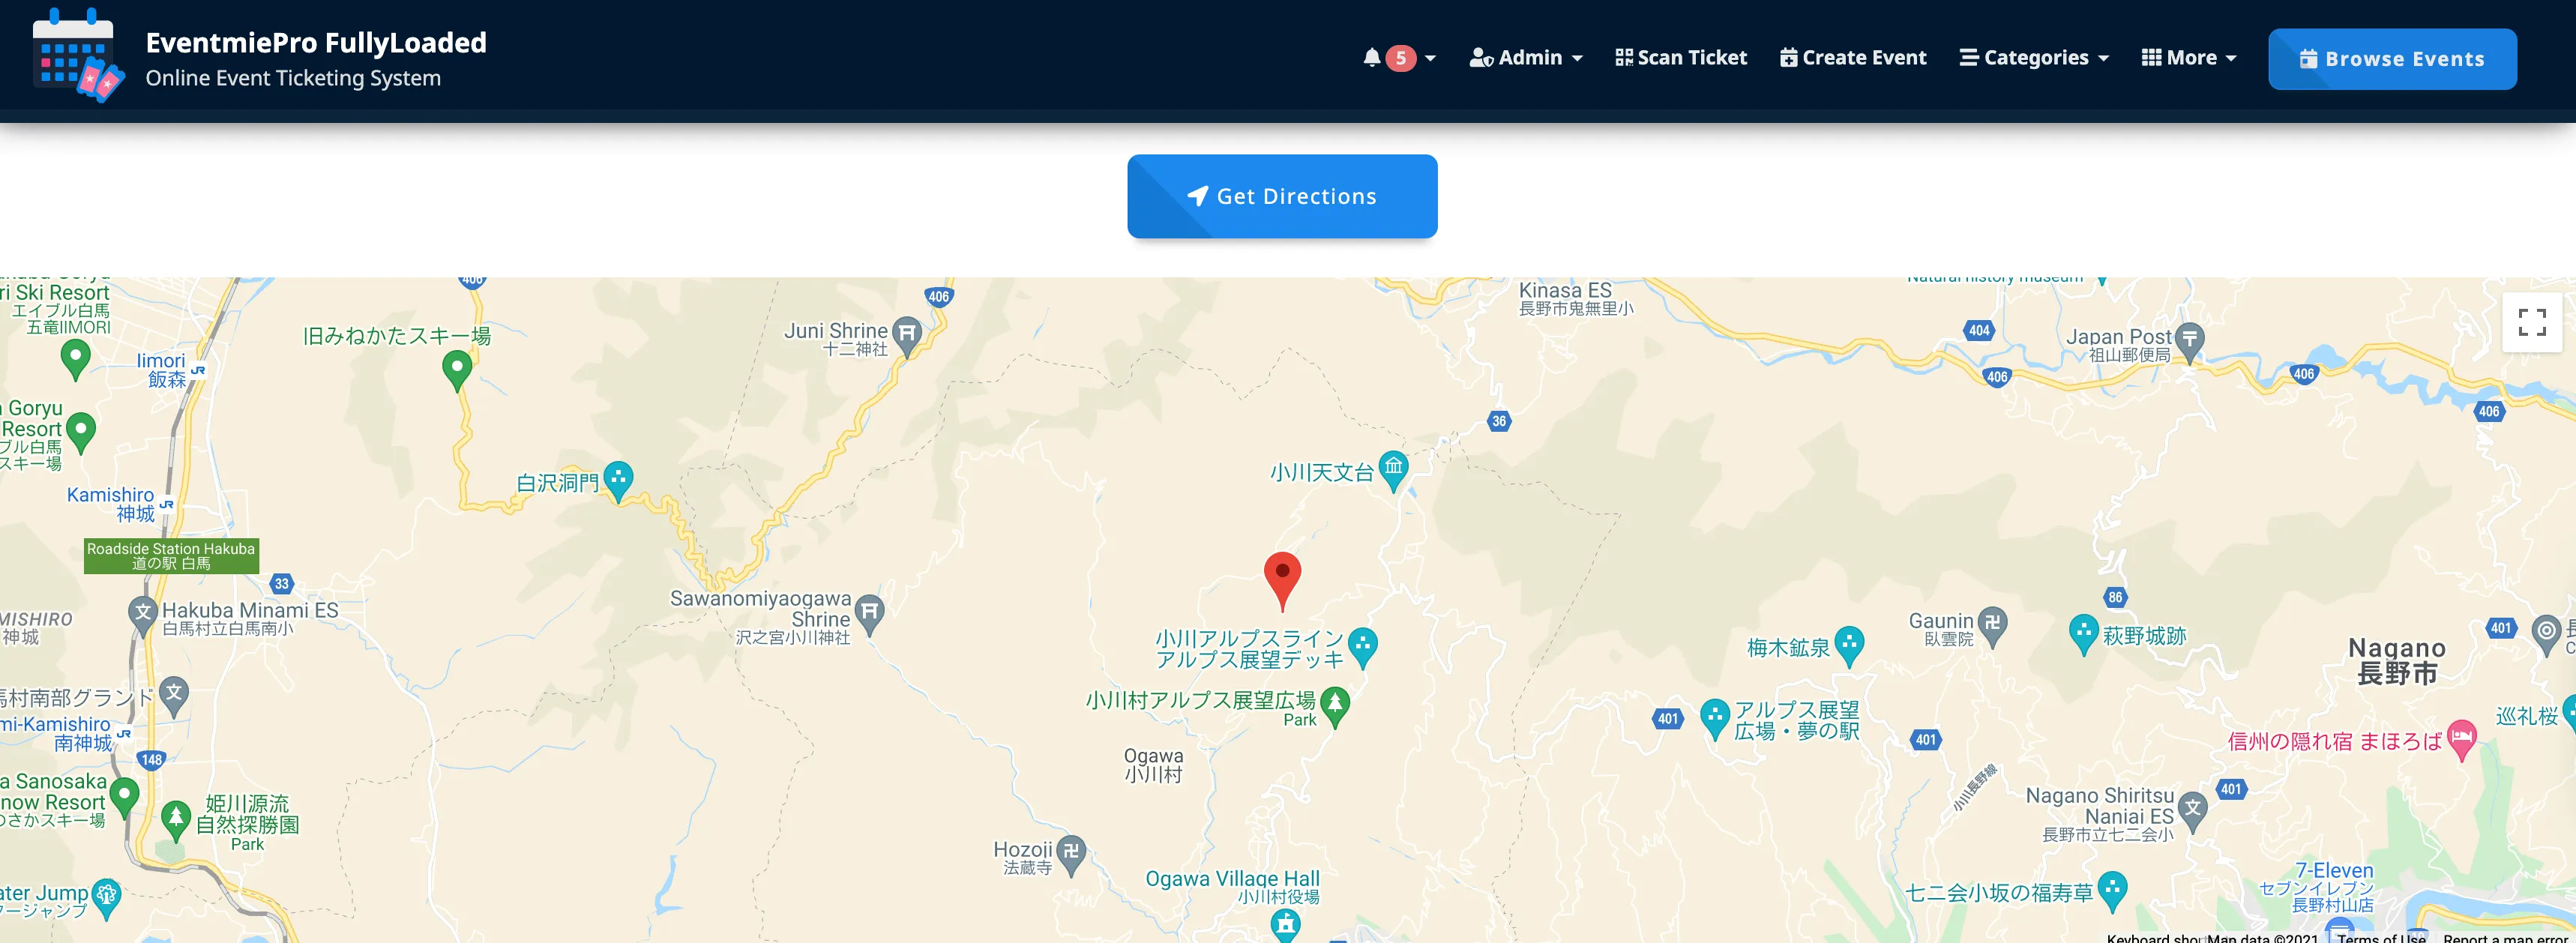 EventmiePro FullyLoaded
Online Event Ticketing System
5
Admin
Scan Ticket
Create Event
Categories
More
Browse Events
Get Directions
ri Ski Resort
エイブル白馬
五竜IIMORI
旧みねかたスキー場
Iimori
飯森
Goryu
Resort
ブル白馬
スキー場
Kamishiro
神城
Roadside Station Hakuba
道の駅 白馬
33
MISHIRO
神城
Hakuba Minami ES
白馬村立白馬南小
馬村南部グランド
mi-Kamishiro
南神城
148
a Sanosaka
now Resort
のさかスキー場
姫川源流
自然探勝園
Park
ater Jump
タージャンプ
406
406
Juni Shrine
十二神社
白沢洞門
Sawanomiyaogawa
Shrine
沢之宮小川神社
Kinasa ES
長野市鬼無里小
36
小川天文台
小川アルプスライン
アルプス展望デッキ
小川村アルプス展望広場
Park
Ogawa
小川村
Hozoji
法蔵寺
Ogawa Village Hall
小川村役場
Natural history museum
404
Japan Post
祖山郵便局
406
406
406
86
Gaunin
臥雲院
梅木鉱泉
萩野城跡
401
Nagano
長野市
401
アルプス展望
広場・夢の駅
401
巡礼桜
信州の隠れ宿 まほろば
小川長野線
401
Nagano Shiritsu
Naniai ES
長野市立七二会小
七二会小坂の福寿草
7-Eleven
セブンイレブン
長野村山店
Keyboard shor
Map data ©2021
Terms of Use
Report a map error